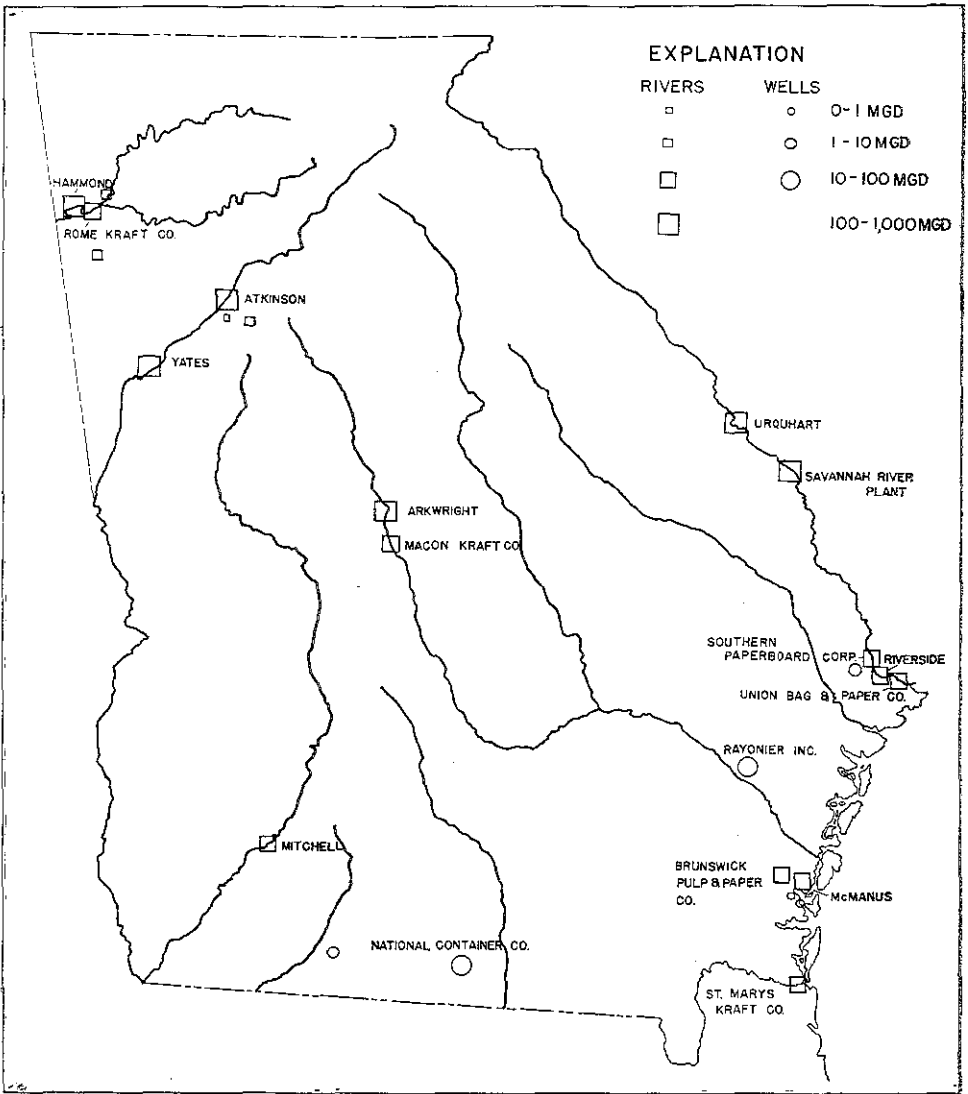 EXPLANATION
RIVERS WELLS
0-1 MGD
1-10 MGD
10-100 MGD
100-1,000 MGD
HAMMOND
ROME KRAFT CO.
ATKINSON
YATES
URQUHART
SAVANNAH RIVER
PLANT
ARKWRIGHT
MACON KRAFT CO.
SOUTHERN
PAPERBOARD CORP.
RIVERSIDE
UNION BAG & PAPER CO.
RAYONIER INC.
MITCHELL
BRUNSWICK
PULP & PAPER
CO.
McMANUS
NATIONAL CONTAINER CO.
ST. MARYS
KRAFT CO.